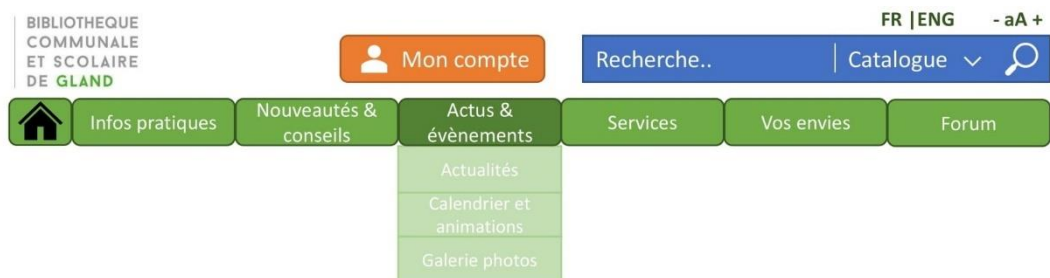 BIBLIOTHEQUE
COMMUNALE
ET SCOLAIRE
DE GLAND
FR |ENG - aA +
Mon compte
Recherche.. Catalogue
Infos pratiques
Nouveautés &
conseils
Actus &
évènements
Services
Vos envies
Forum
Actualités
Calendrier et
animations
Galerie photos